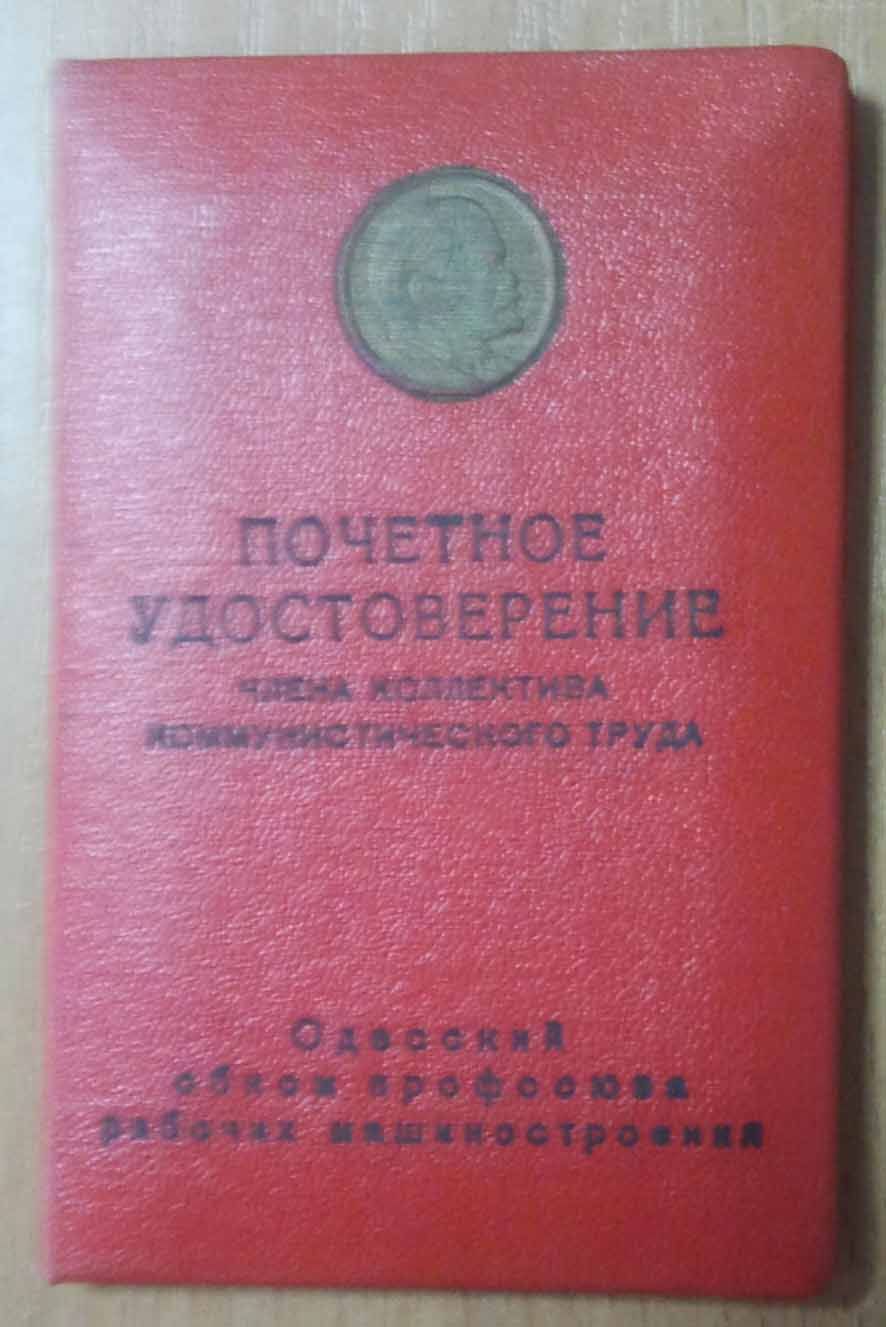 ПОЧЕТНОЕ
УДОСТОВЕРЕНИЕ
ЧЛЕНА КОЛЛЕКТИВА
КОММУНИСТИЧЕСКОГО ТРУДА
Одесский
обком профсоюза
рабочих машиностроения